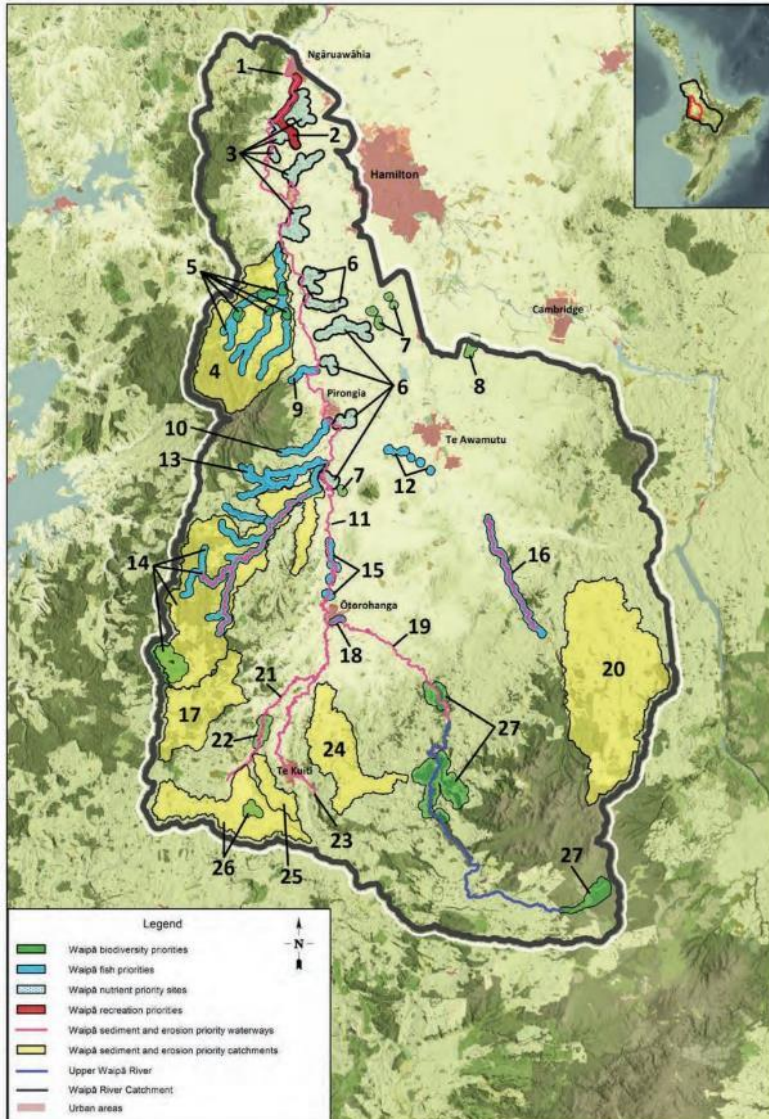 Ngāruawāhia
1
2
3
Hamilton
5
6
7
Cambridge
4
8
9
6
Pirongia
10
Te Awamutu
13
12
7
11
14
16
15
Ōtorohanga
18
19
20
21
17
27
22
24
Te Kuiti
23
26
25
27
Legend
N
Waipā biodiversity priorities
Waipā fish priorities
Waipā nutrient priority sites
Waipā recreation priorities
Waipā sediment and erosion priority waterways
Waipā sediment and erosion priority catchments
Upper Waipā River
Waipā River Catchment
Urban areas